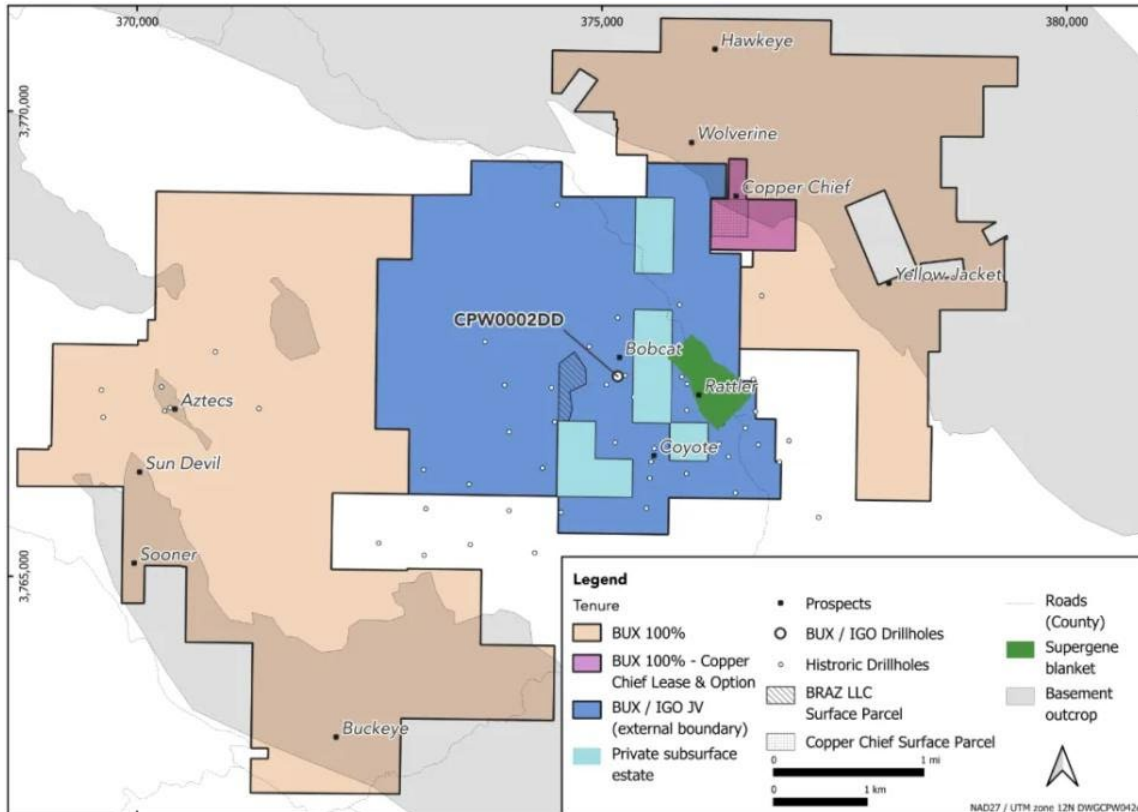 370,000
375,000
380,000
3,770,000
3,765,000
Hawkeye
Wolverine
Copper Chief
Yellow Jacket
CPW0002DD
Bobcat
Rattler
Aztecs
Coyote
Sun Devil
Sooner
Buckeye
Legend
Tenure
BUX 100%
BUX 100% - Copper
Chief Lease & Option
BUX / IGO JV
(external boundary)
Private subsurface
estate
Prospects
BUX / IGO Drillholes
Histroric Drillholes
BRAZ LLC
Surface Parcel
Copper Chief Surface Parcel
0
1 mi
0
1 km
Roads
(County)
Supergene
blanket
Basement
outcrop
NAD27 / UTM zone 12N